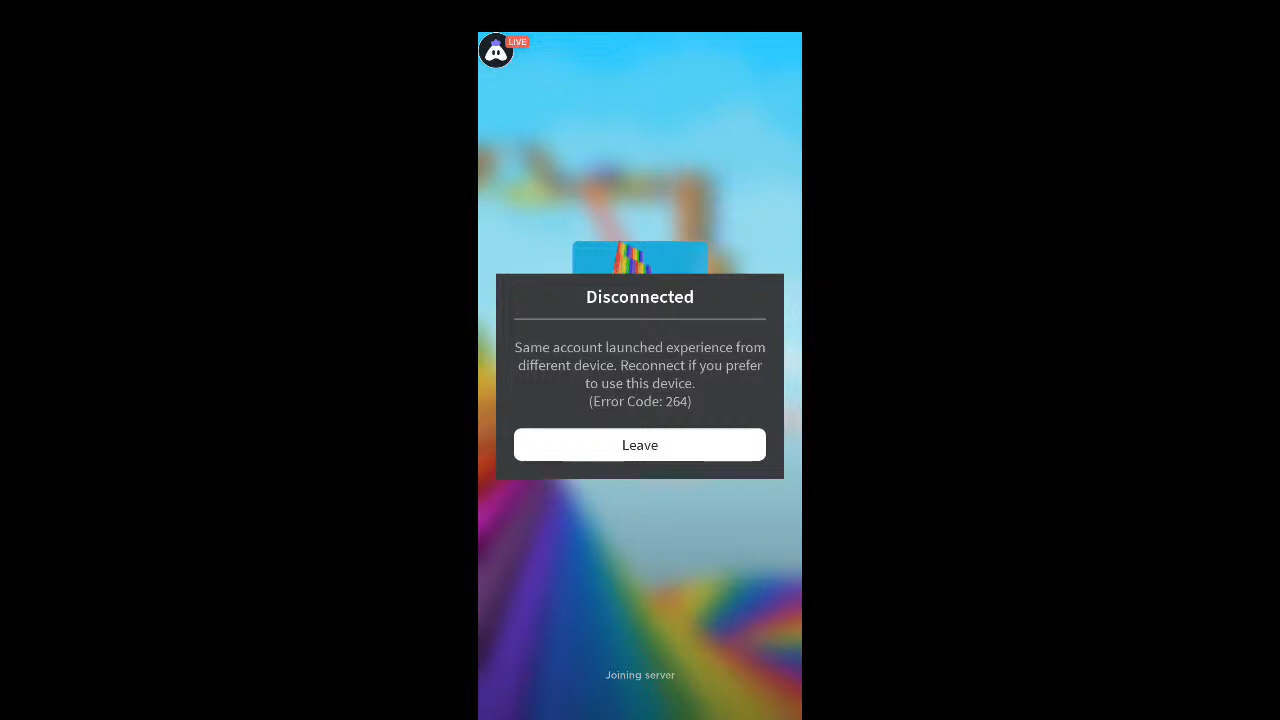 LIVE
Disconnected
Same account launched experience from
different device. Reconnect if you prefer
to use this device.
(Error Code: 264)
Leave
Joining server